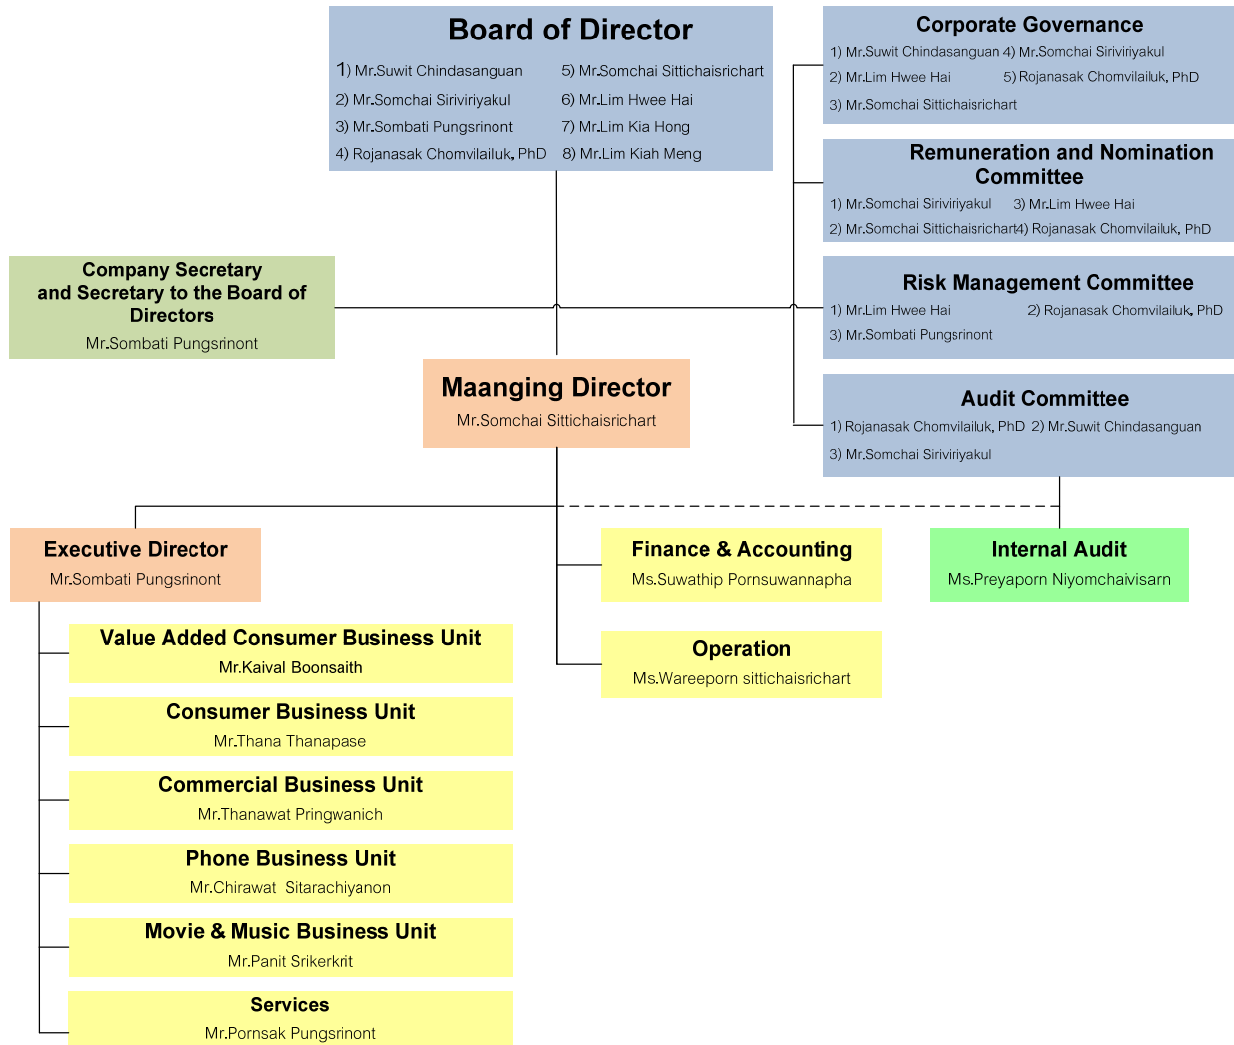 Board of Director
1) Mr.Suwit Chindasanguan
5) Mr.Somchai Sittichaisrichart
2) Mr.Somchai Siriviriyakul
6) Mr.Lim Hwee Hai
3) Mr.Sombati Pungsrinont
7) Mr.Lim Kia Hong
4) Rojanasak Chomvilailuk, PhD
8) Mr.Lim Kiah Meng
Corporate Governance
1) Mr.Suwit Chindasanguan 4) Mr.Somchai Siriviriyakul
2) Mr.Lim Hwee Hai 5) Rojanasak Chomvilailuk, PhD
3) Mr.Somchai Sittichaisrichart
Remuneration and Nomination
Committee
1) Mr.Somchai Siriviriyakul 3) Mr.Lim Hwee Hai
2) Mr.Somchai Sittichaisrichart 4) Rojanasak Chomvilailuk, PhD
Company Secretary
and Secretary to the Board of
Directors
Mr.Sombati Pungsrinont
Risk Management Committee
1) Mr.Lim Hwee Hai 2) Rojanasak Chomvilailuk, PhD
3) Mr.Sombati Pungsrinont
Maanging Director
Mr.Somchai Sittichaisrichart
Audit Committee
1) Rojanasak Chomvilailuk, PhD 2) Mr.Suwit Chindasanguan
3) Mr.Somchai Siriviriyakul
Executive Director
Mr.Sombati Pungsrinont
Finance & Accounting
Ms.Suwathip Pornsuwannapha
Internal Audit
Ms.Preyaporn Niyomchaivisarn
Value Added Consumer Business Unit
Mr.Kaival Boonsaith
Operation
Ms.Wareeporn sittichaisrichart
Consumer Business Unit
Mr.Thana Thanapase
Commercial Business Unit
Mr.Thanawat Pringwanich
Phone Business Unit
Mr.Chirawat Sitarachiyanon
Movie & Music Business Unit
Mr.Panit Srikerkrit
Services
Mr.Pornsak Pungsrinont